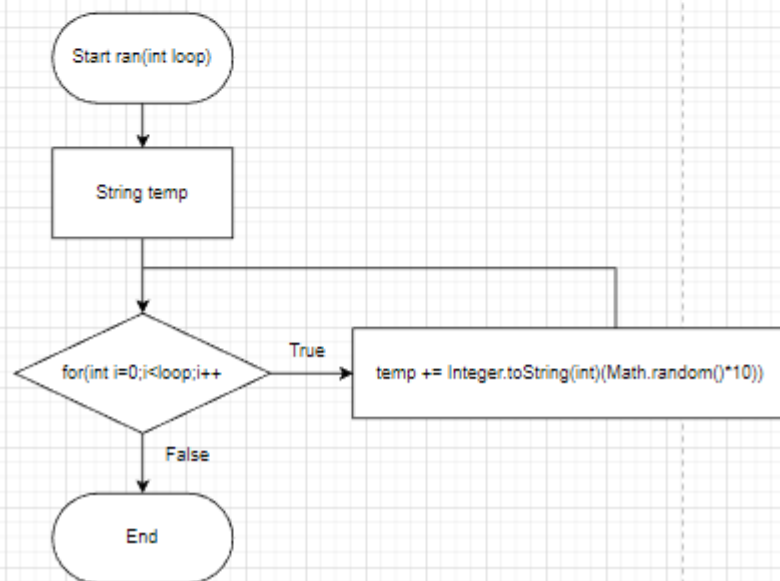 Start ran(int loop)
String temp
for(int i=0;i<loop;i++
True
temp += Integer.toString(int)(Math.random()*10))
False
End